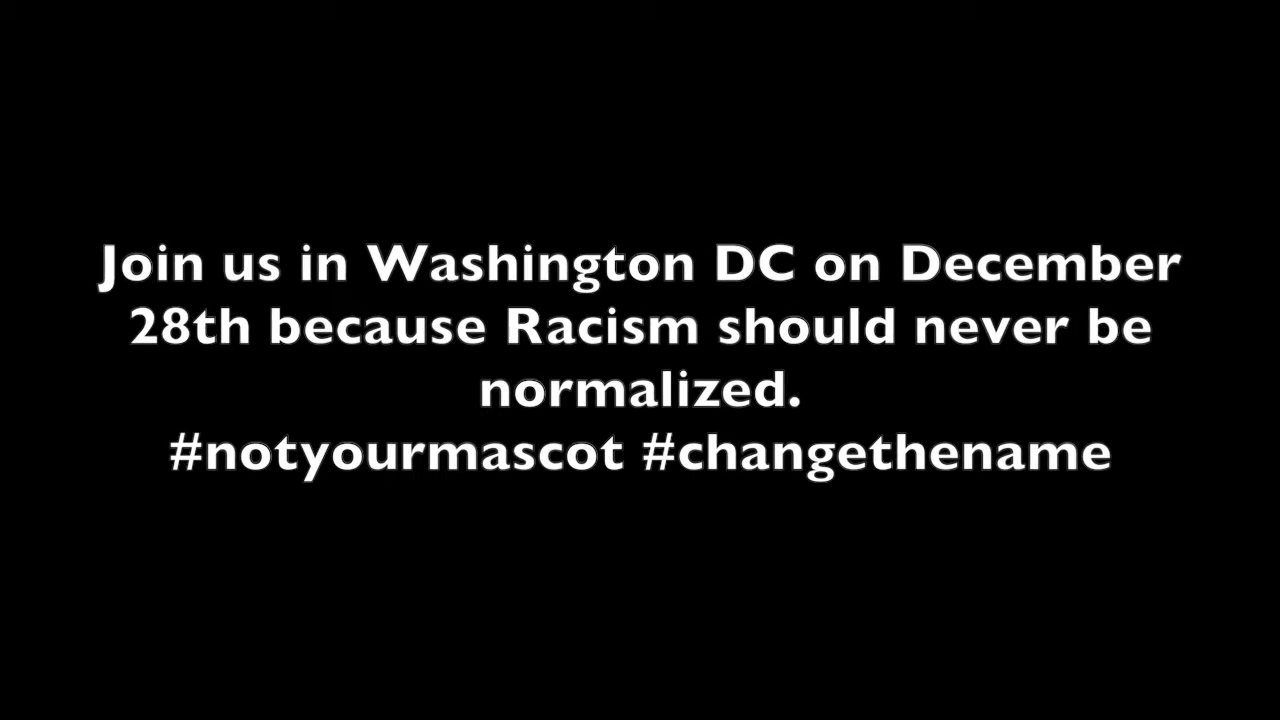 Join us in Washington DC on December
28th because Racism should never be
normalized.
#notyourmascot #changethename